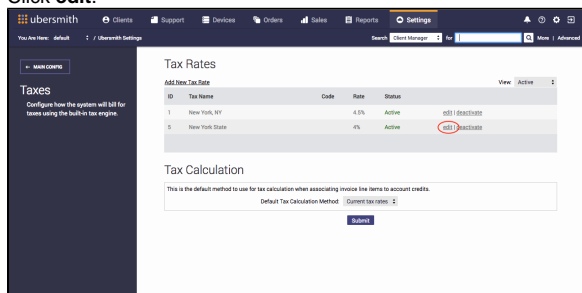 Click edit.
ubersmith Clients Support Devices Orders Sales Reports Settings
You Are Here: default / Ubersmith Settings Search Client Manager for More | Advanced
← MAIN CONFIG
Taxes
Configure how the system will bill for
taxes using the built-in tax engine.
Tax Rates
Add New Tax Rate View: Active
ID Tax Name Code Rate Status
1 New York, NY 4.5% Active edit | deactivate
5 New York State 4% Active edit | deactivate
Tax Calculation
This is the default method to use for tax calculation when associating invoice line items to account credits.
Default Tax Calculation Method: Current tax rates
Submit